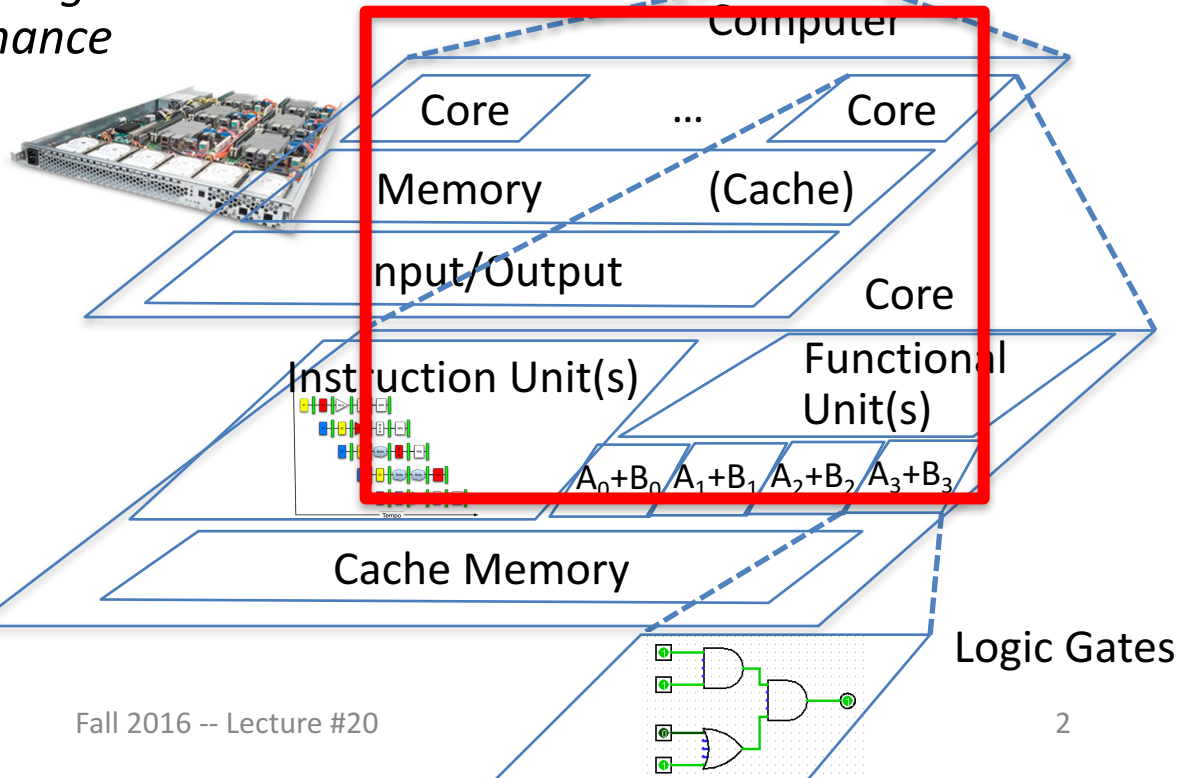 Computer
Core … Core
Memory (Cache)
nput/Output
Core
Instruction Unit(s)
Functional
Unit(s)
A₀+B₀ A₁+B₁ A₂+B₂ A₃+B₃
Tempo
Cache Memory
Logic Gates
Fall 2016 -- Lecture #20
2